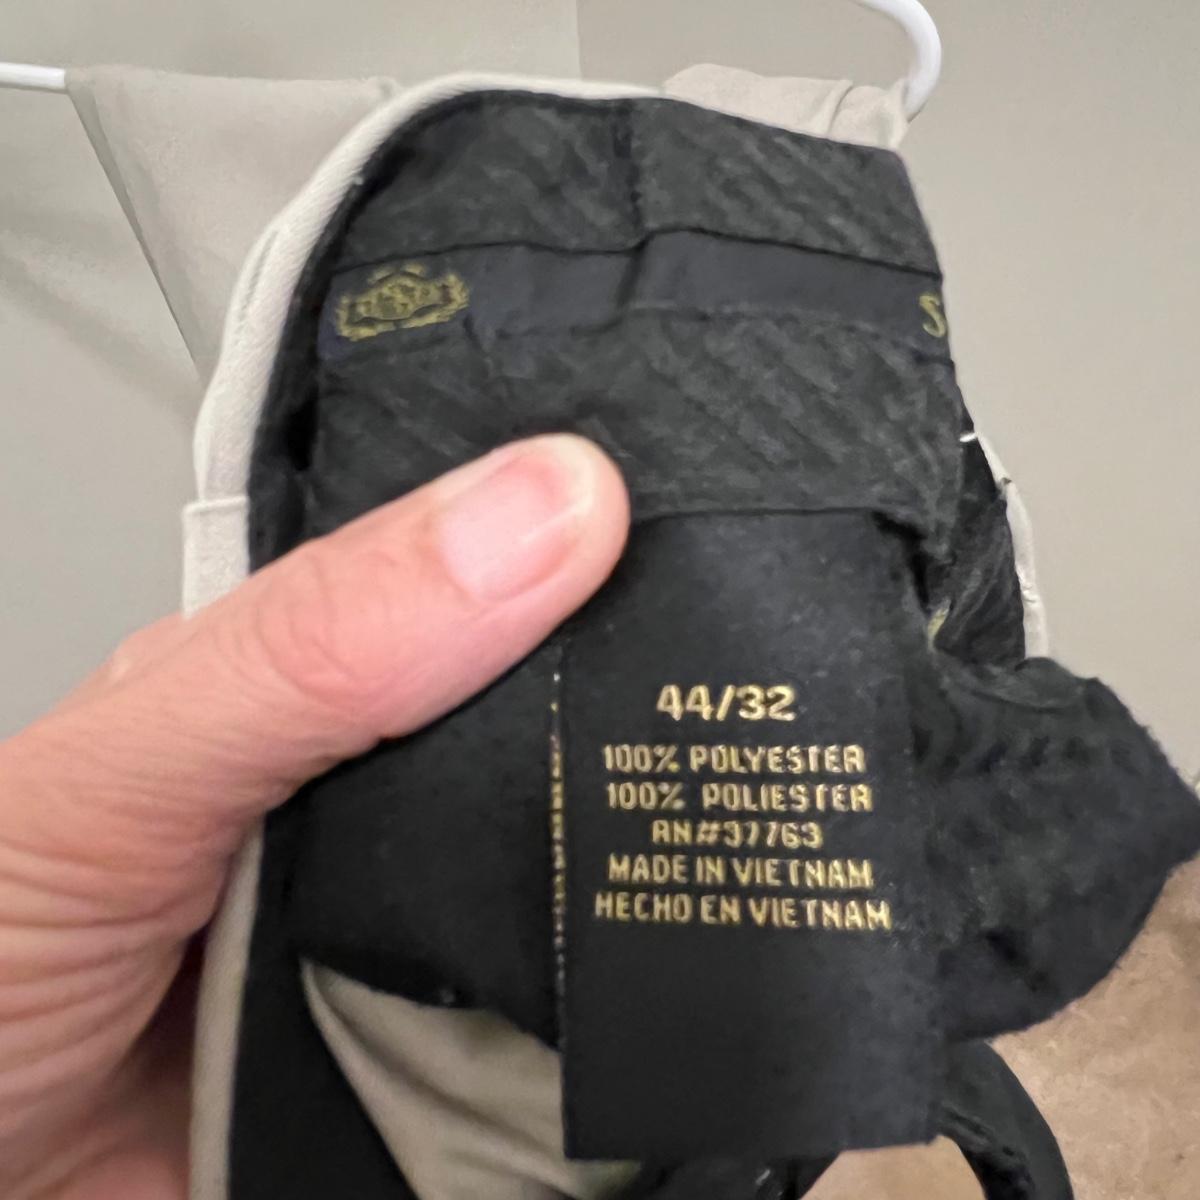 S
44/32
100% POLYESTER
100% POLIESTER
RN#37763
MADE IN VIETNAM
HECHO EN VIETNAM